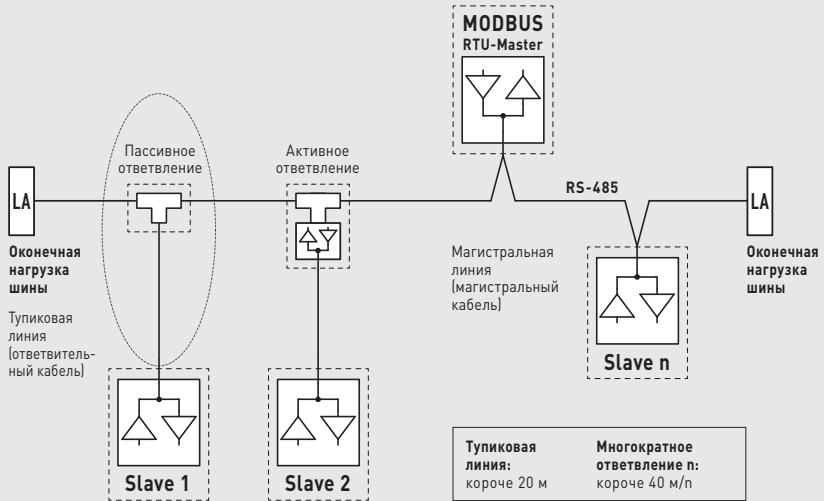 MODBUS
RTU-Master
Пассивное
ответвление
Активное
ответвление
LA
RS-485
LA
Оконечная
нагрузка
шины
Тупиковая
линия
(ответвитель-
ный кабель)
Магистральная
линия
(магистральный
кабель)
Оконечная
нагрузка
шины
Slave n
Slave 1
Slave 2
Тупиковая
линия:
короче 20 м
Многократное
ответвление n:
короче 40 м/n